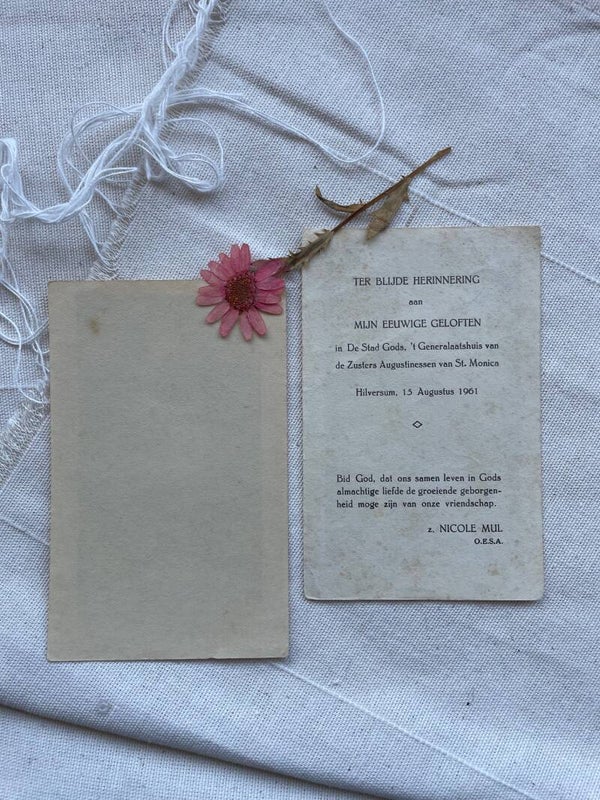 TER BLIJDE HERINNERING
aan
MIJN EEUWIGE GELOFTEN
in De Stad Gods, 't Generalaatshuis van
de Zusters Augustinessen van St. Monica
Hilversum, 15 Augustus 1961
Bid God, dat ons samen leven in Gods
almachtige liefde de groeiende geborgen-
heid moge zijn van onze vriendschap.
z. NICOLE MUL
O.E.S.A.